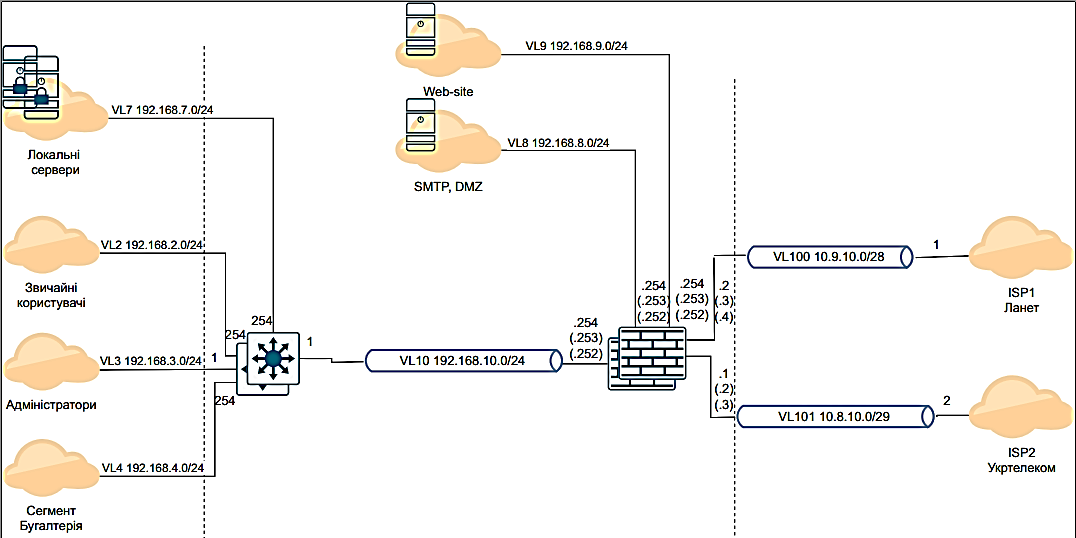 VL9 192.168.9.0/24
Web-site
VL7 192.168.7.0/24
Локальні
сервери
VL8 192.168.8.0/24
SMTP, DMZ
VL2 192.168.2.0/24
Звичайні
користувачі
VL3 192.168.3.0/24
Адміністратори
VL4 192.168.4.0/24
Сегмент
Бугалтерія
254
254
1
254
1
VL10 192.168.10.0/24
.254
(.253)
(.252)
.254
(.253)
(.252)
.254
(.253)
(.252)
.2
(.3)
(.4)
.1
(.2)
(.3)
VL100 10.9.10.0/28
1
ISP1
Ланет
VL101 10.8.10.0/29
2
ISP2
Укртелеком